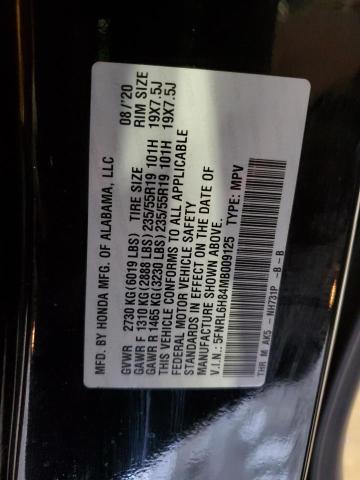 MFD. BY HONDA MFG. OF ALABAMA, LLC 08/'20
GVWR 2730 KG(6019 LBS) TIRE SIZE RIM SIZE
GAWR F 1310 KG(2888 LBS)235/55R19 101H 19X7.5J
GAWR R 1465 KG(3230 LBS)235/55R19 101H 19X7.5J
THIS VEHICLE CONFORMS TO ALL APPLICABLE
FEDERAL MOTOR VEHICLE SAFETY
STANDARDS IN EFFECT ON THE DATE OF
MANUFACTURE SHOWN ABOVE.
V.I.N.: 5FNRL6H84MB009125 TYPE: MPV
THR M AK5 - NH731P -B - B